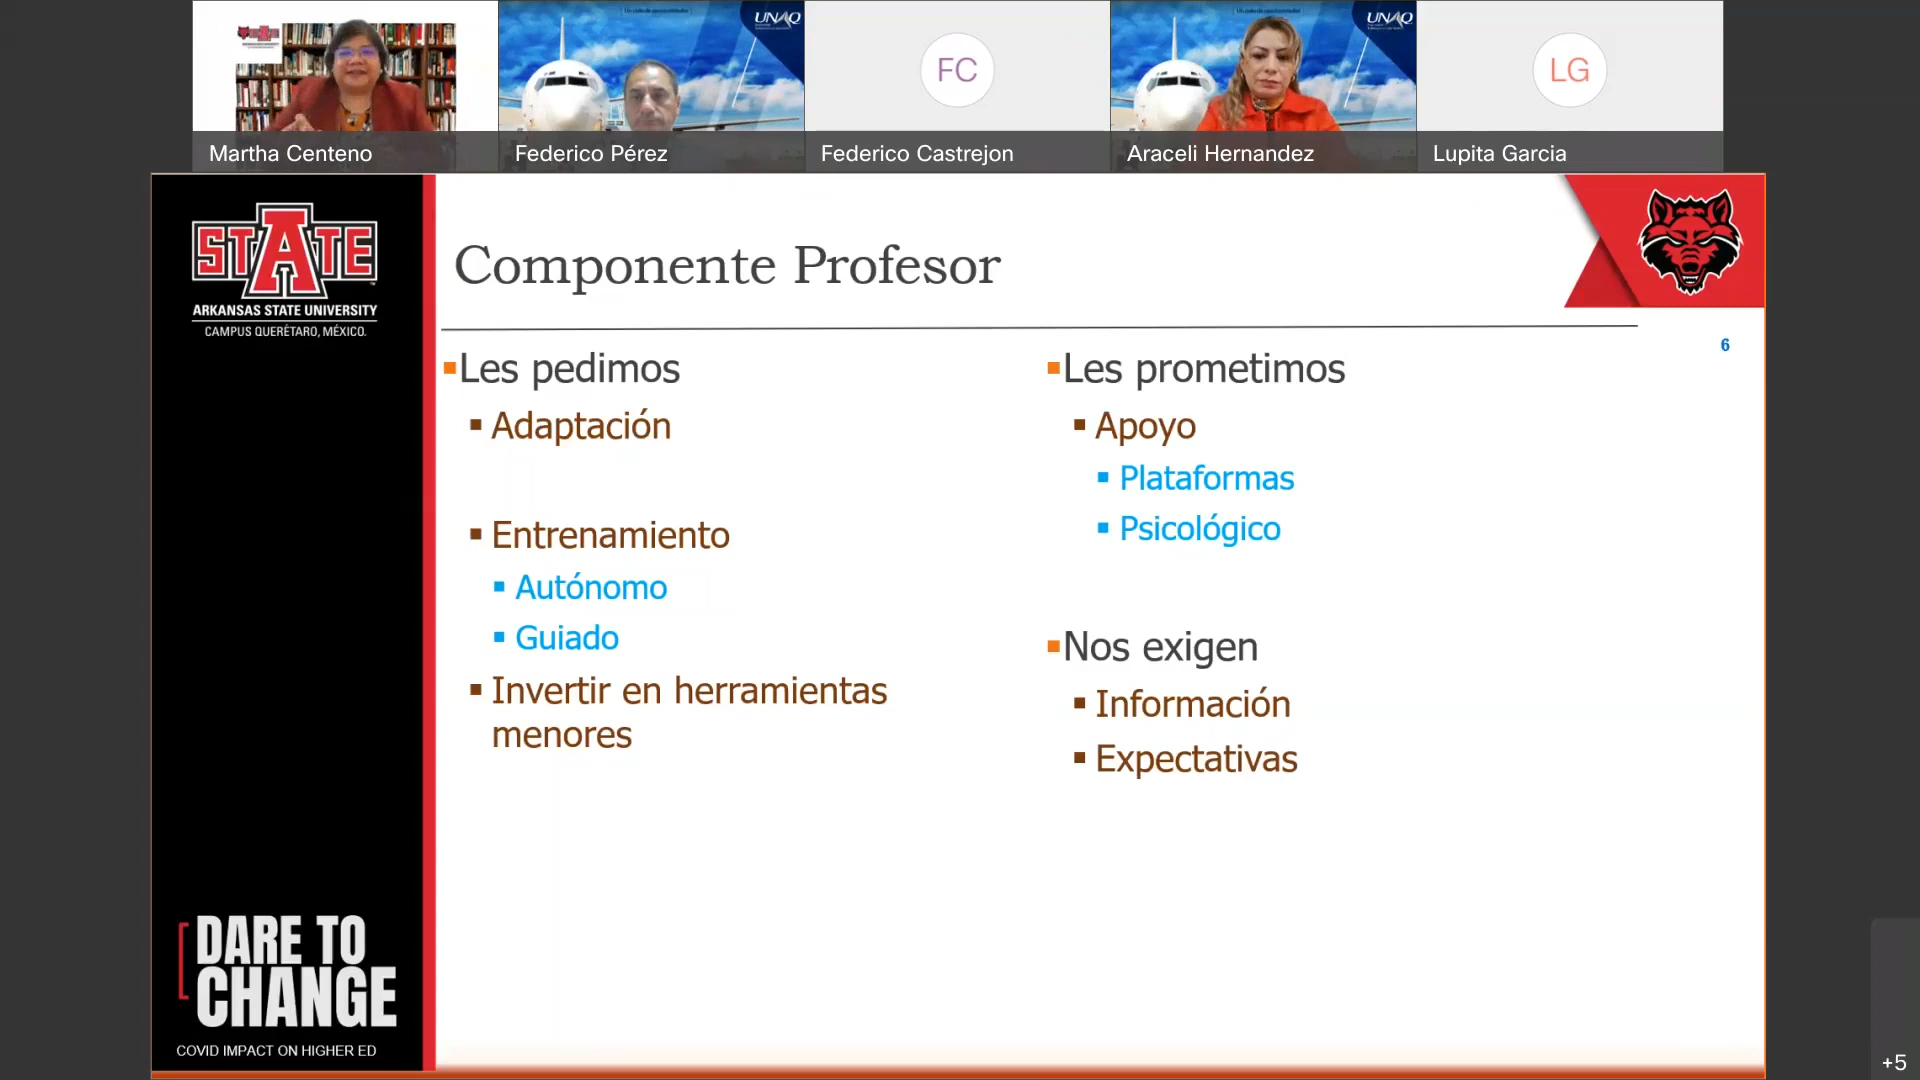 UNAQ
UNAQ
FC
LG
Martha Centeno
Federico Pérez
Federico Castrejon
Araceli Hernandez
Lupita Garcia
STATE
ARKANSAS STATE UNIVERSITY
CAMPUS QUERÉTARO, MÉXICO.
Componente Profesor
6
Les pedimos
Adaptación
Entrenamiento
Autónomo
Guiado
Invertir en herramientas
menores
Les prometimos
Apoyo
Plataformas
Psicológico
Nos exigen
Información
Expectativas
DARE TO
CHANGE
COVID IMPACT ON HIGHER ED
+5